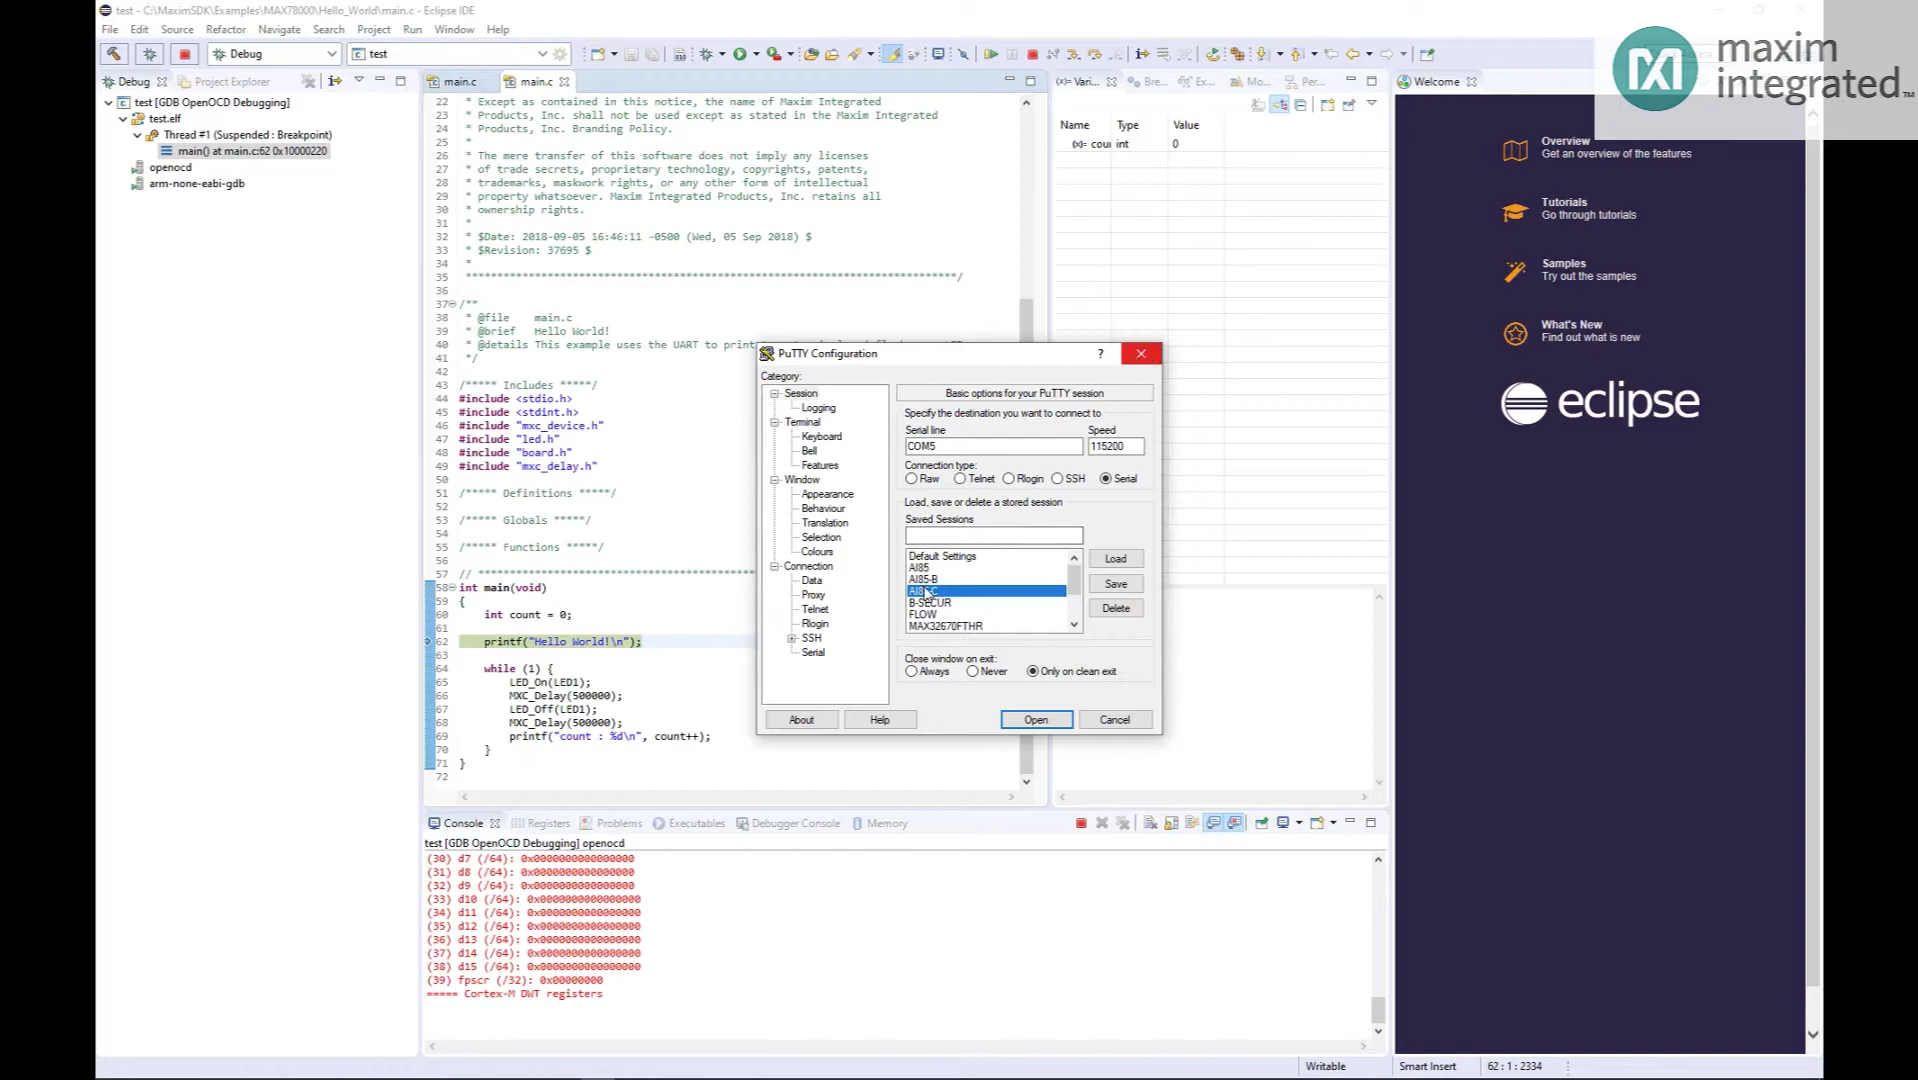 test - C:\MaximSDK\Examples\MAX78000\Hello_World\main.c - Eclipse IDE
File Edit Source Refactor Navigate Search Project Run Window Help
Debug test
maxim integrated™
Debug Project Explorer
test [GDB OpenOCD Debugging]
test.elf
Thread #1 (Suspended : Breakpoint)
main() at main.c:62 0x10000220
openocd
arm-none-eabi-gdb
main.c main.c
22 * Except as contained in this notice, the name of Maxim Integrated
23 * Products, Inc. shall not be used except as stated in the Maxim Integrated
24 * Products, Inc. Branding Policy.
25 *
26 * The mere transfer of this software does not imply any licenses
27 * of trade secrets, proprietary technology, copyrights, patents,
28 * trademarks, maskwork rights, or any other form of intellectual
29 * property whatsoever. Maxim Integrated Products, Inc. retains all
30 * ownership rights.
31 *
32 * $Date: 2018-09-05 16:46:11 -0500 (Wed, 05 Sep 2018) $
33 * $Revision: 37695 $
34 *
35 ******************************************************************************/
36
37 /**
38 * @file main.c
39 * @brief Hello World!
40 * @details This example uses the UART to print
41 */
42
43 /***** Includes *****/
44 #include <stdio.h>
45 #include <stdint.h>
46 #include "mxc_device.h"
47 #include "led.h"
48 #include "board.h"
49 #include "mxc_delay.h"
50
51 /***** Definitions *****/
52
53 /***** Globals *****/
54
55 /***** Functions *****/
56
57 // *****************************************
58 int main(void)
59 {
60 int count = 0;
61
62 printf("Hello World!\n");
63
64 while (1) {
65 LED_On(LED1);
66 MXC_Delay(500000);
67 LED_Off(LED1);
68 MXC_Delay(500000);
69 printf("count : %d\n", count++);
70 }
71 }
72
PuTTY Configuration ?
Category:
Session
Logging
Terminal
Keyboard
Bell
Features
Window
Appearance
Behaviour
Translation
Selection
Colours
Connection
Data
Proxy
Telnet
Rlogin
SSH
Serial
Basic options for your PuTTY session
Specify the destination you want to connect to
Serial line Speed
COM5 115200
Connection type:
Raw Telnet Rlogin SSH Serial
Load, save or delete a stored session
Saved Sessions
Default Settings
AI85
AI85-B
B-SECUR
FLOW
MAX32670FTHR
Load
Save
Delete
Close window on exit:
Always Never Only on clean exit
About Help Open Cancel
Vari... Bre... Ex... Mo... Per...
Name Type Value
(x)= cou int 0
Welcome
Overview
Get an overview of the features
Tutorials
Go through tutorials
Samples
Try out the samples
What's New
Find out what is new
eclipse
Console Registers Problems Executables Debugger Console Memory
test [GDB OpenOCD Debugging] openocd
(30) d7 (/64): 0x0000000000000000
(31) d8 (/64): 0x0000000000000000
(32) d9 (/64): 0x0000000000000000
(33) d10 (/64): 0x0000000000000000
(34) d11 (/64): 0x0000000000000000
(35) d12 (/64): 0x0000000000000000
(36) d13 (/64): 0x0000000000000000
(37) d14 (/64): 0x0000000000000000
(38) d15 (/64): 0x0000000000000000
(39) fpscr (/32): 0x00000000
===== Cortex-M DWT registers
Writable Smart Insert 62 : 1 : 2334